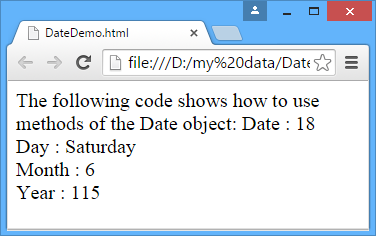 DateDemo.html
file:///D:/my%20data/Date
The following code shows how to use
methods of the Date object: Date : 18
Day : Saturday
Month : 6
Year : 115